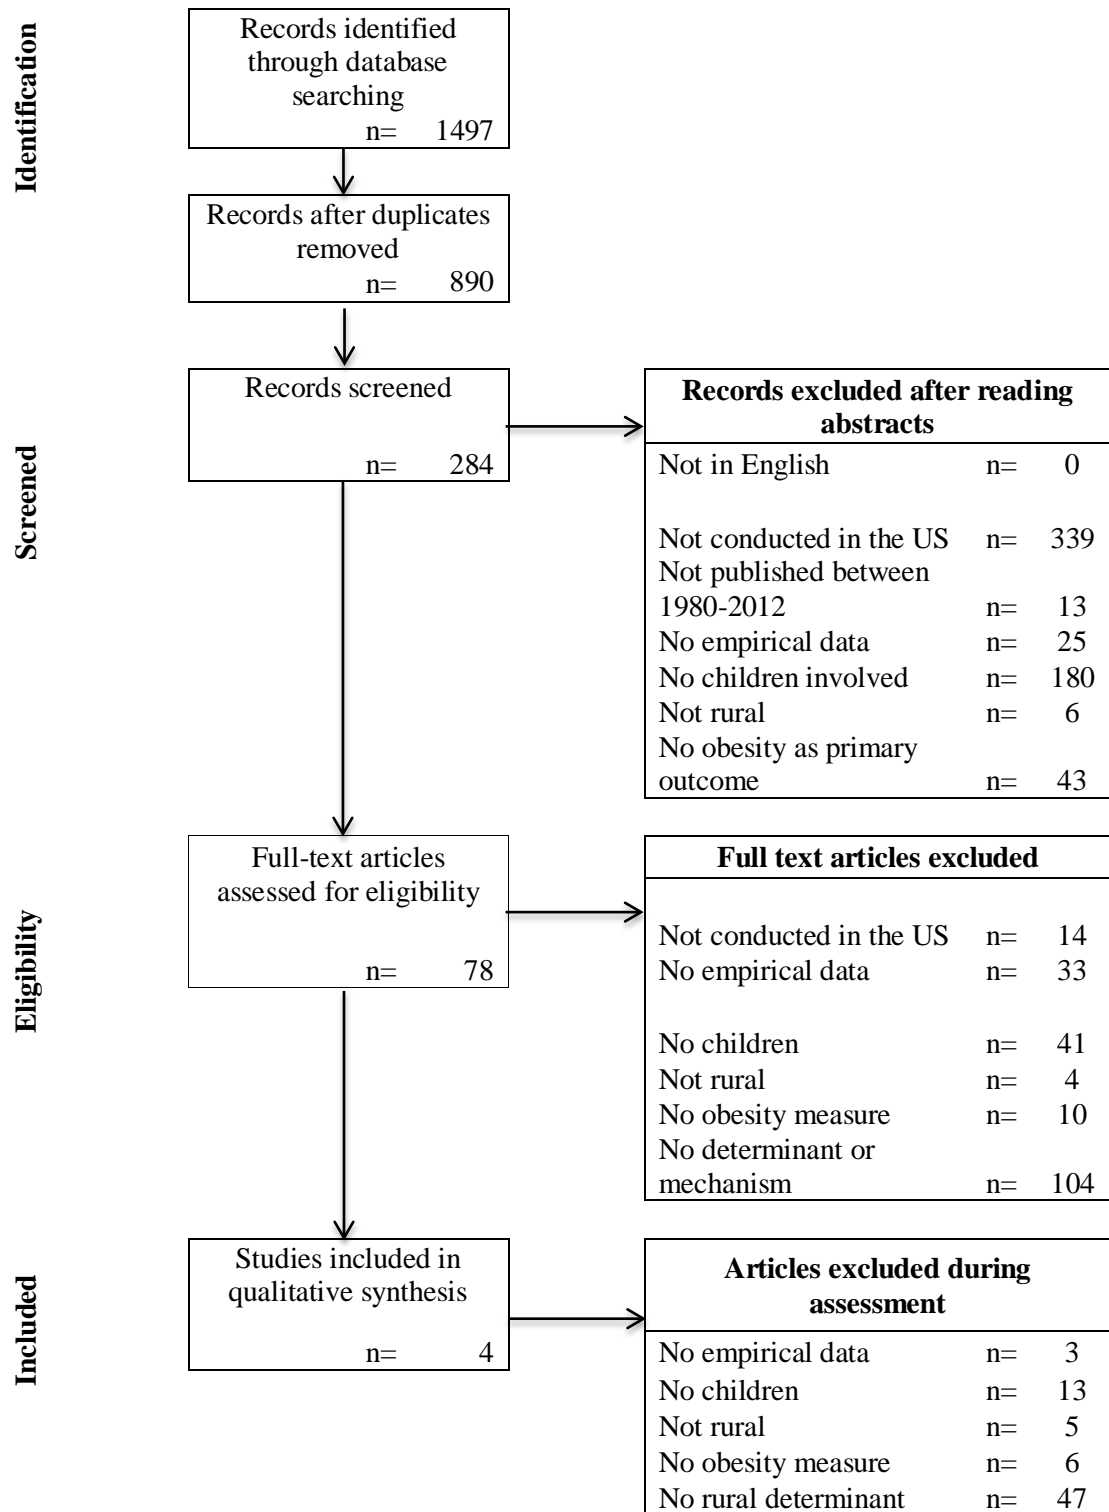 Identification
Records identified
through database
searching
n= 1497
Records after duplicates
removed
n= 890
Screened
Records screened
n= 284
Records excluded after reading
abstracts
Not in English n= 0
Not conducted in the US n= 339
Not published between
1980-2012 n= 13
No empirical data n= 25
No children involved n= 180
Not rural n= 6
No obesity as primary
outcome n= 43
Eligibility
Full-text articles
assessed for eligibility
n= 78
Full text articles excluded
Not conducted in the US n= 14
No empirical data n= 33
No children n= 41
Not rural n= 4
No obesity measure n= 10
No determinant or
mechanism n= 104
Included
Studies included in
qualitative synthesis
n= 4
Articles excluded during
assessment
No empirical data n= 3
No children n= 13
Not rural n= 5
No obesity measure n= 6
No rural determinant n= 47